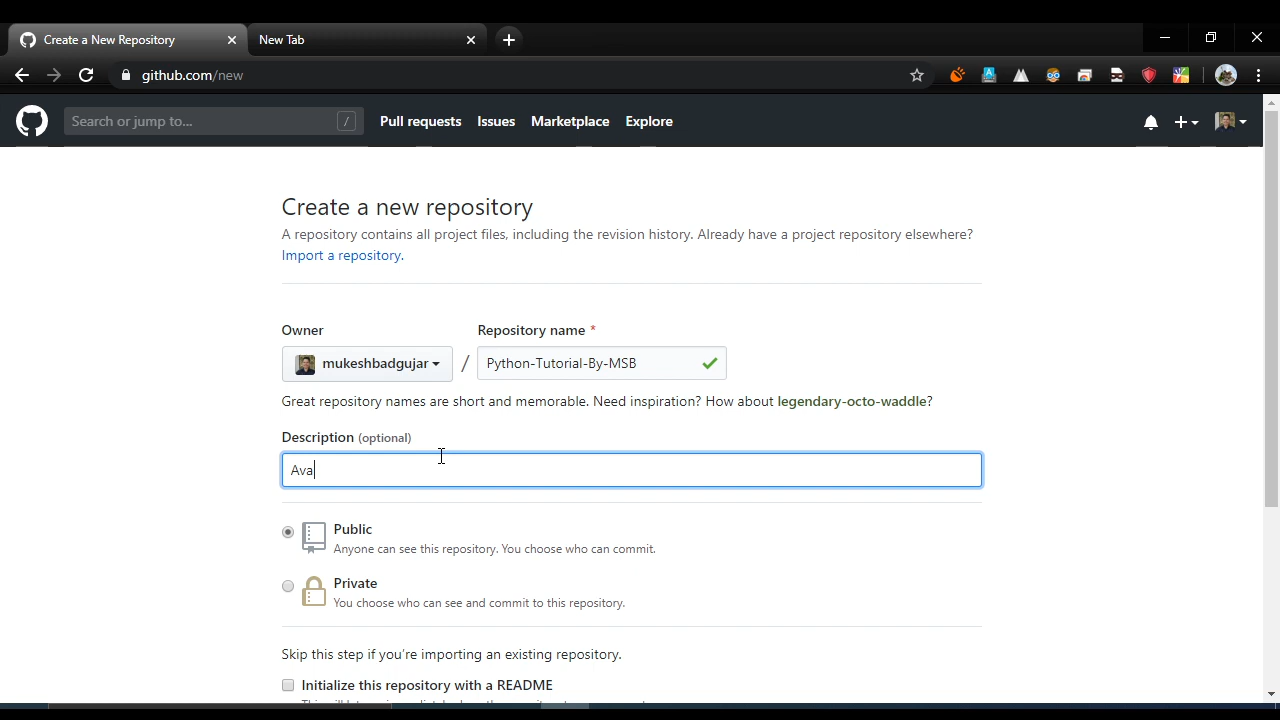 Create a New Repository
New Tab
github.com/new
Search or jump to... /
Pull requests Issues Marketplace Explore
Create a new repository
A repository contains all project files, including the revision history. Already have a project repository elsewhere?
Import a repository.
Owner
Repository name *
mukeshbadgujar / Python-Tutorial-By-MSB
Great repository names are short and memorable. Need inspiration? How about legendary-octo-waddle?
Description (optional)
Ava
Public
Anyone can see this repository. You choose who can commit.
Private
You choose who can see and commit to this repository.
Skip this step if you're importing an existing repository.
Initialize this repository with a README